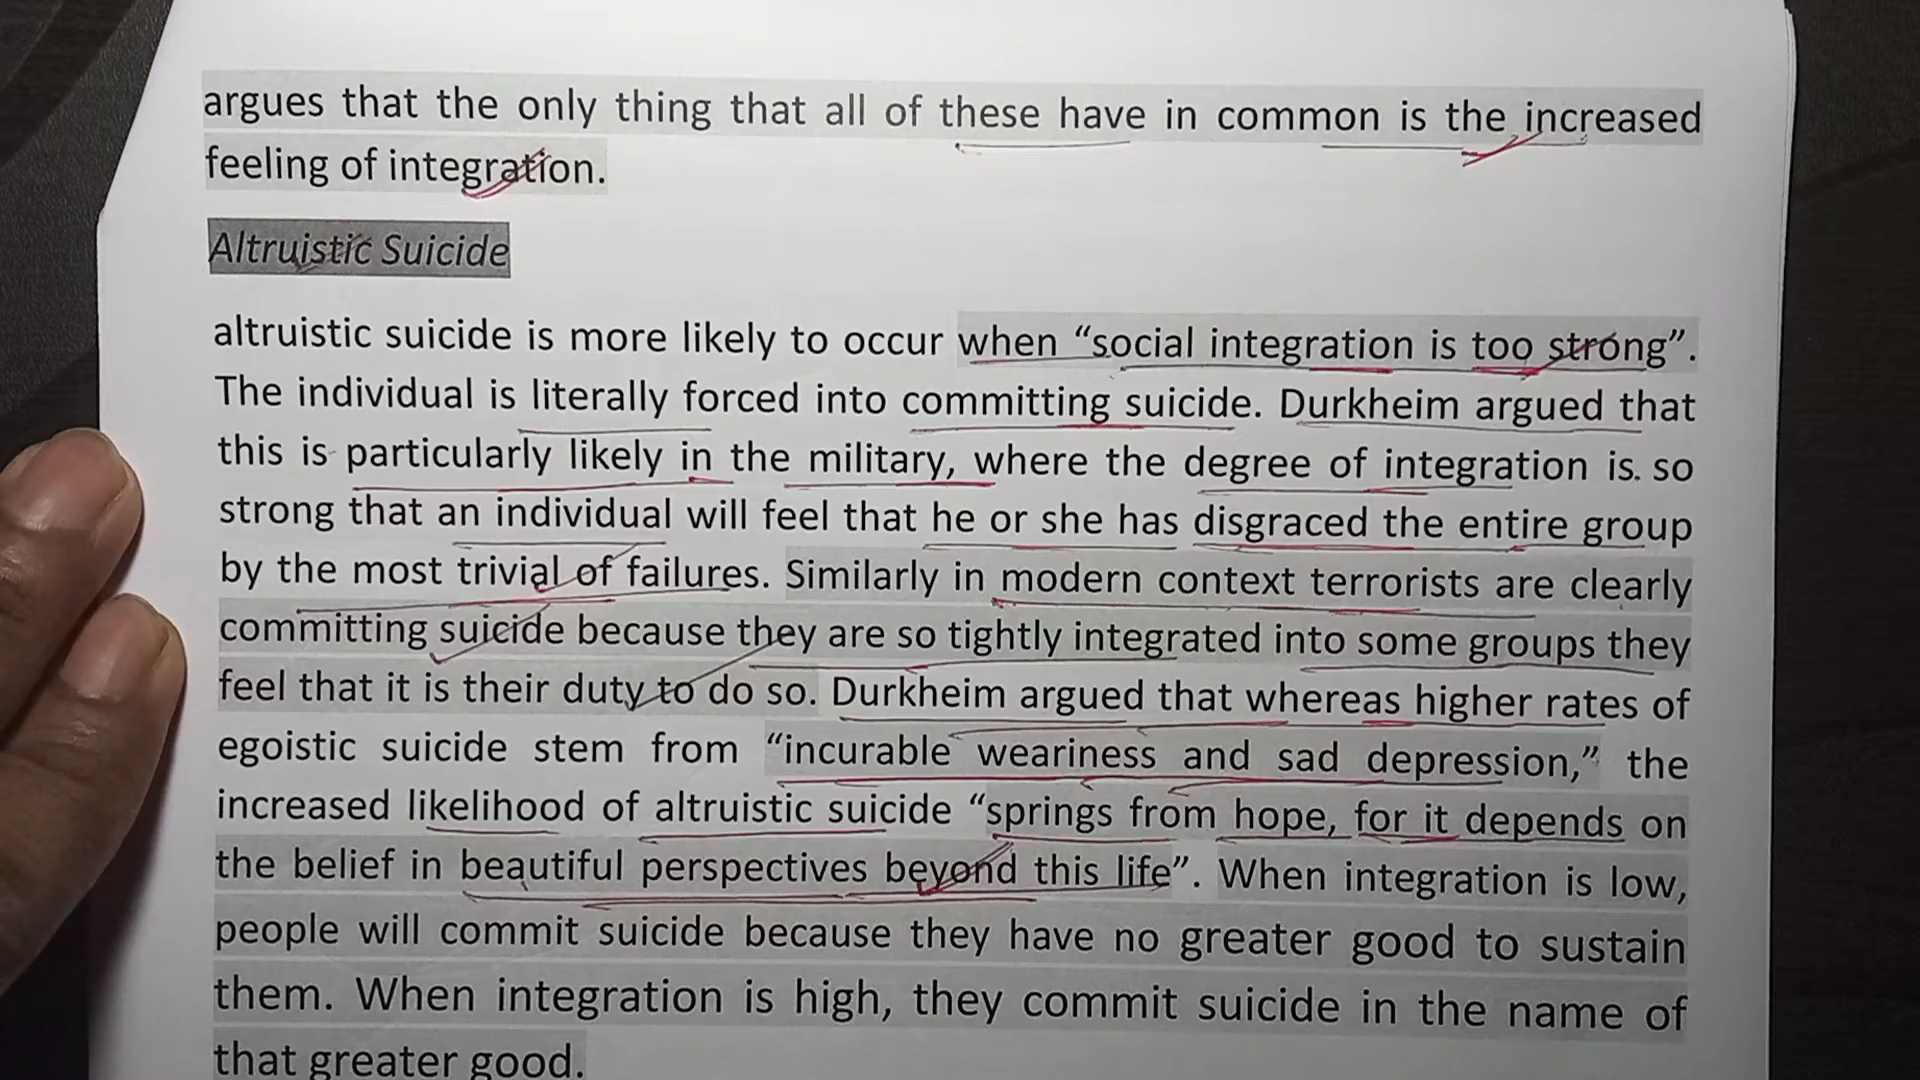 argues that the only thing that all of these have in common is the increased
feeling of integration.
Altruistic Suicide
altruistic suicide is more likely to occur when “social integration is too strong”.
The individual is literally forced into committing suicide. Durkheim argued that
this is particularly likely in the military, where the degree of integration is so
strong that an individual will feel that he or she has disgraced the entire group
by the most trivial of failures. Similarly in modern context terrorists are clearly
committing suicide because they are so tightly integrated into some groups they
feel that it is their duty to do so. Durkheim argued that whereas higher rates of
egoistic suicide stem from “incurable weariness and sad depression,” the
increased likelihood of altruistic suicide “springs from hope, for it depends on
the belief in beautiful perspectives beyond this life”. When integration is low,
people will commit suicide because they have no greater good to sustain
them. When integration is high, they commit suicide in the name of
that greater good.